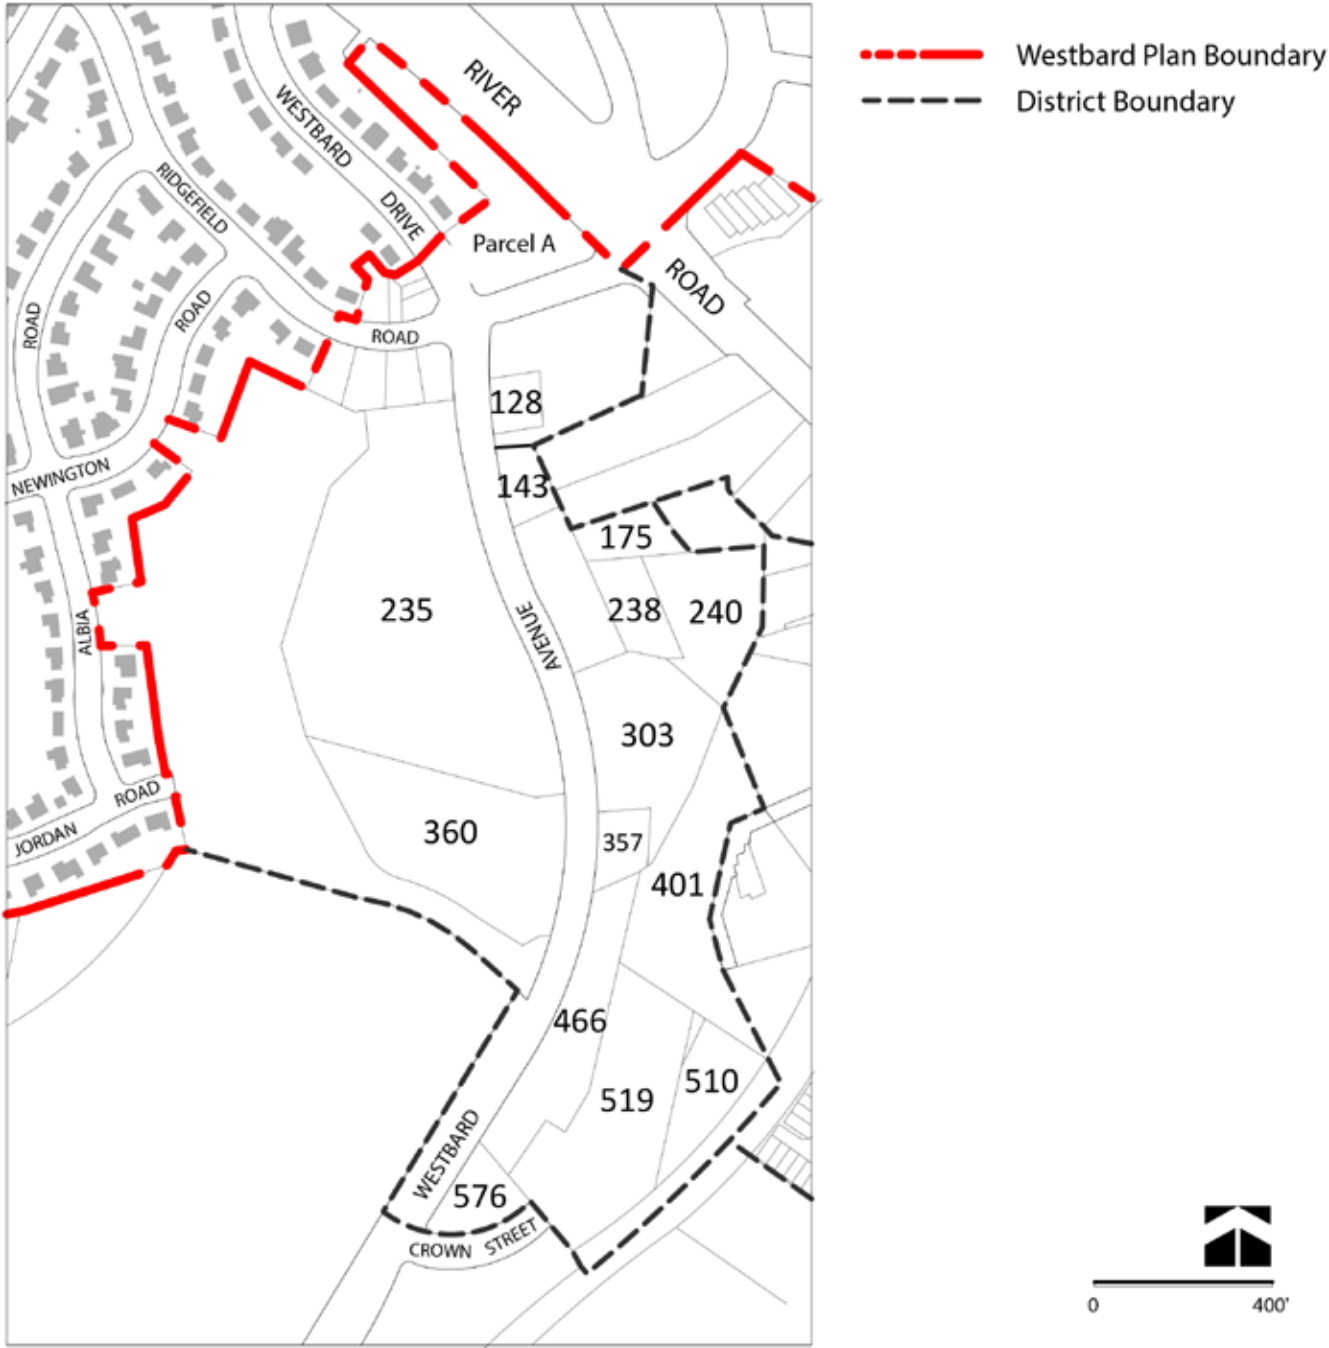 Westbard Plan Boundary
District Boundary
RIVER
WESTBARD
DRIVE
RIDGEFIELD
Parcel A
ROAD
ROAD
ROAD
ROAD
128
NEWINGTON
143
175
235
238
240
ALBIA
AVENUE
303
ROAD
JORDAN
360
357
401
466
519
510
WESTBARD
576
CROWN STREET
0 400'